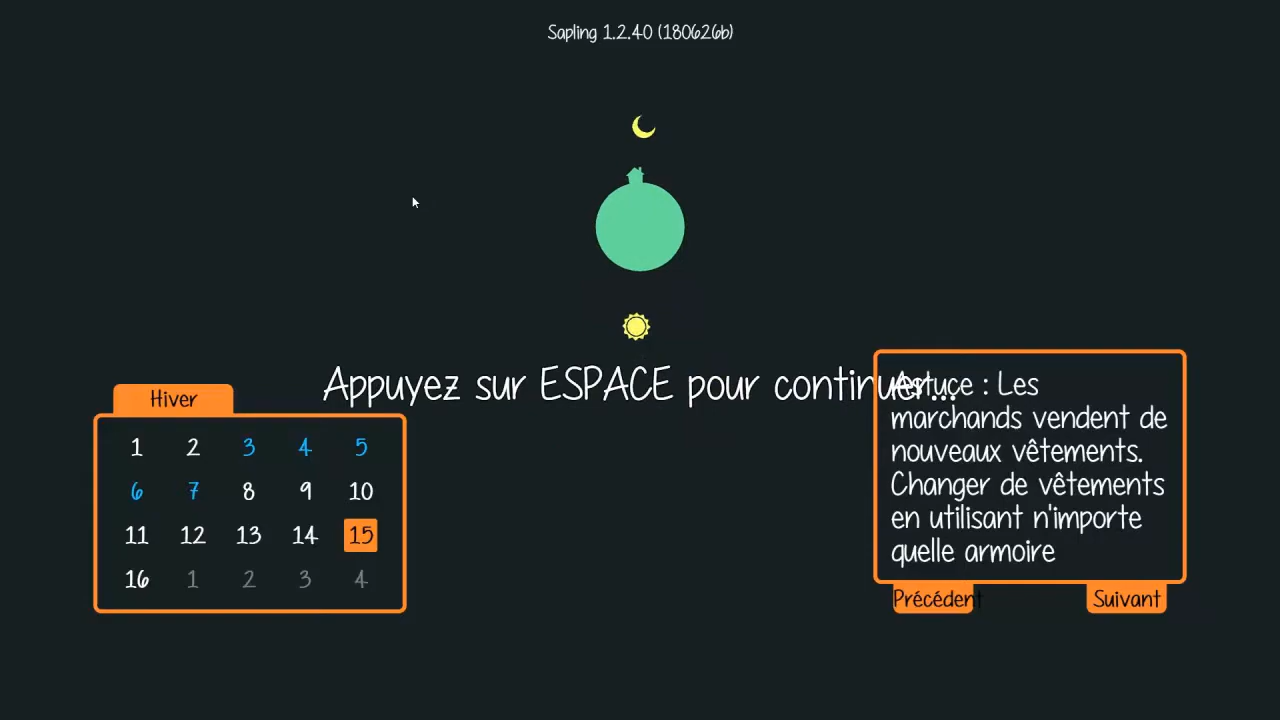 Sapling 1.2.40 (180626b)
Appuyez sur ESPACE pour continuer...
Hiver
1 2 3 4 5
6 7 8 9 10
11 12 13 14 15
16 1 2 3 4
Astuce : Les
marchands vendent de
nouveaux vêtements.
Changer de vêtements
en utilisant n'importe
quelle armoire
Précédent
Suivant